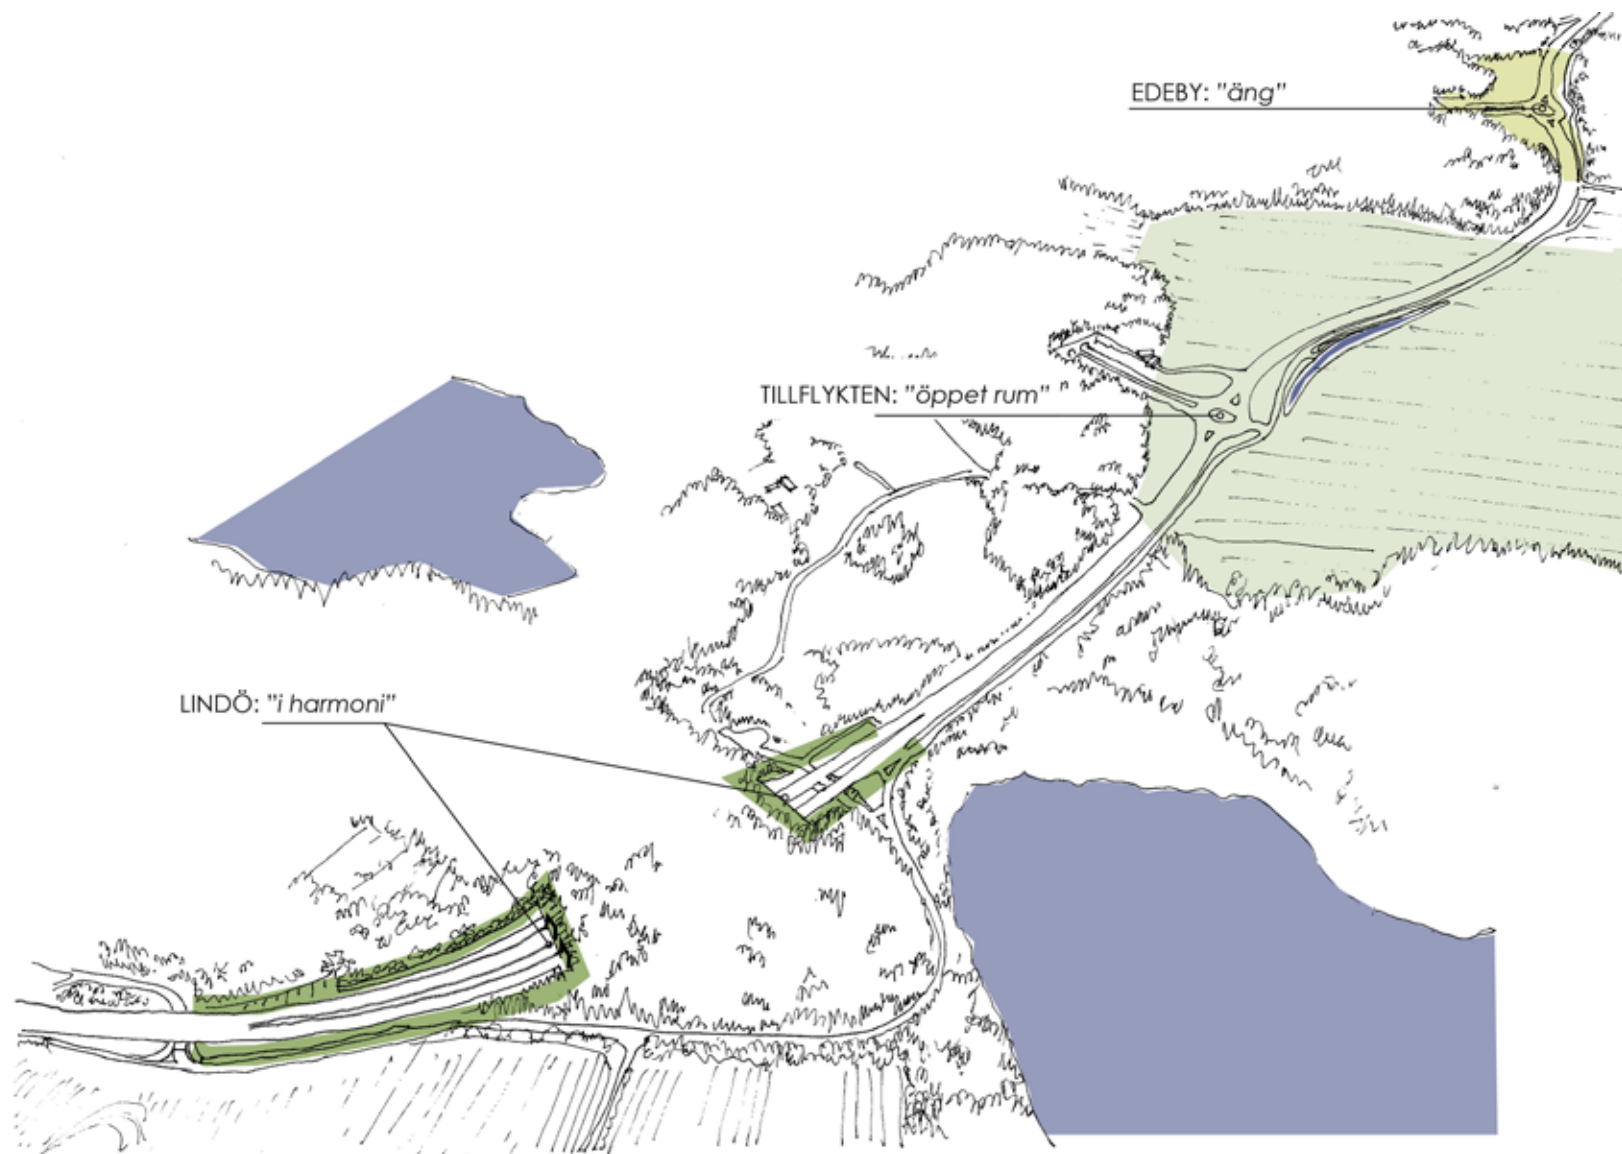 EDEBY: ”äng”
TILLFLYKTEN: ”öppet rum”
LINDÖ: ”i harmoni”